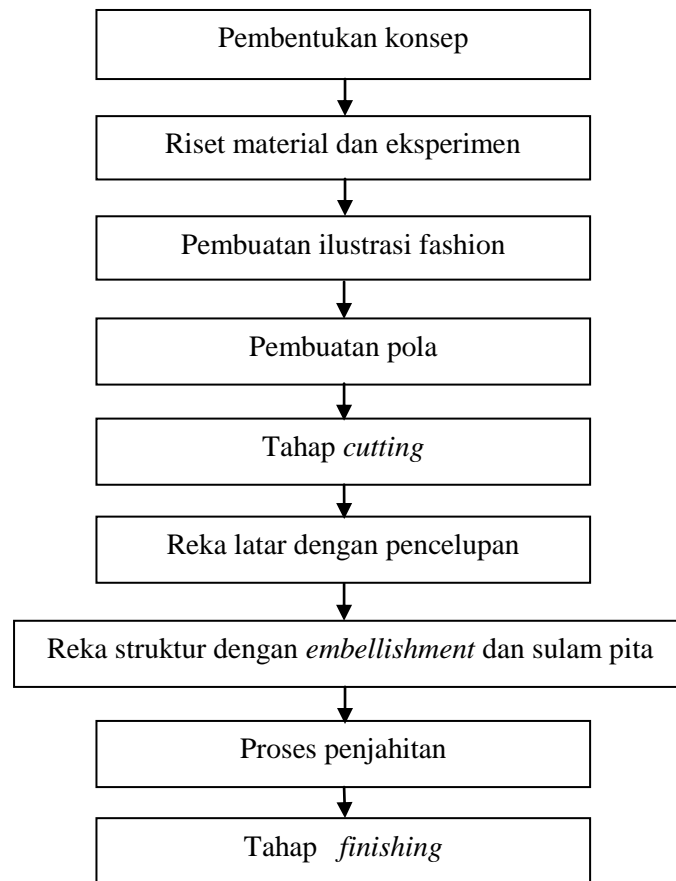 Pembentukan konsep
Riset material dan eksperimen
Pembuatan ilustrasi fashion
Pembuatan pola
Tahap cutting
Reka latar dengan pencelupan
Reka struktur dengan embellishment dan sulam pita
Proses penjahitan
Tahap finishing